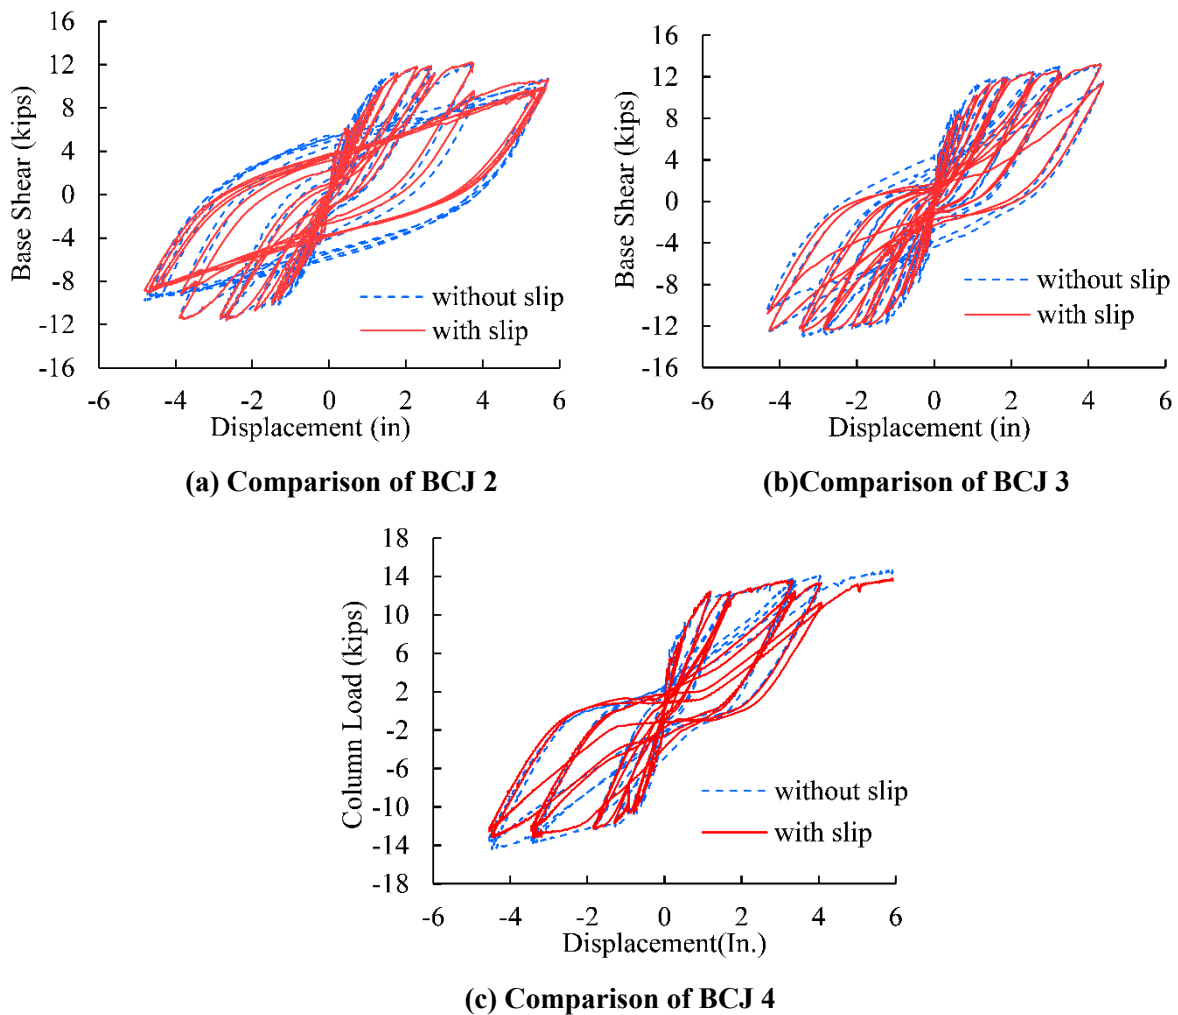 16
12
8
4
0
-4
-8
-12
-16
Base Shear (kips)
without slip
with slip
-6 -4 -2 0 2 4 6
Displacement (in)
(a) Comparison of BCJ 2
16
12
8
4
0
-4
-8
-12
-16
Base Shear (kips)
without slip
with slip
-6 -4 -2 0 2 4 6
Displacement (in)
(b)Comparison of BCJ 3
18
14
10
6
2
-2
-6
-10
-14
-18
Column Load (kips)
without slip
with slip
-6 -4 -2 0 2 4 6
Displacement(In.)
(c) Comparison of BCJ 4